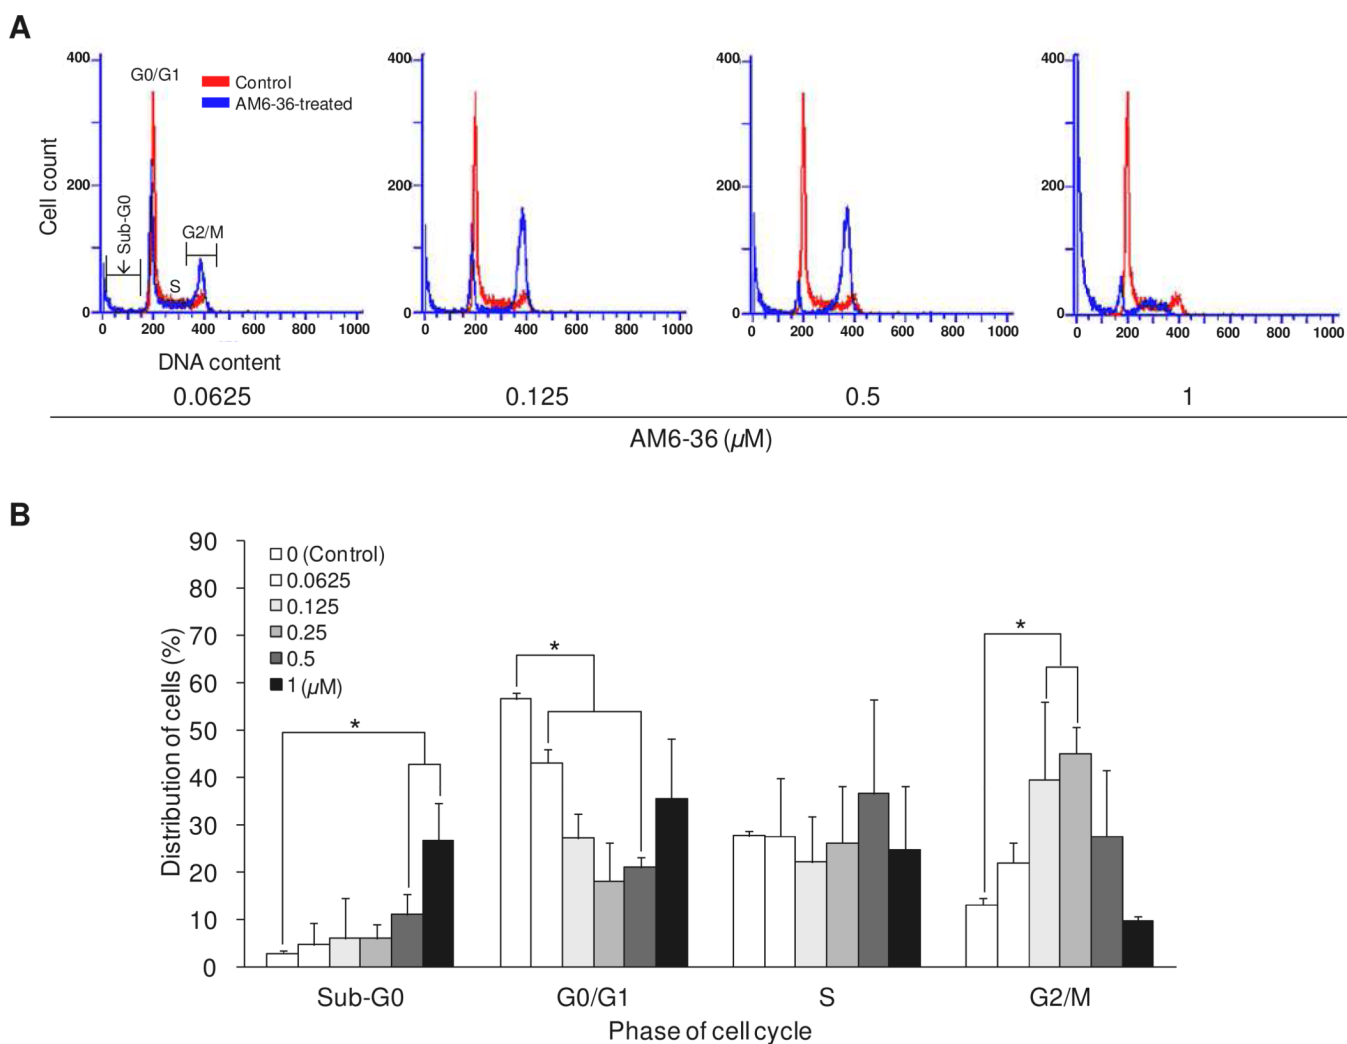 A
400
400
400
400
G0/G1
Control
AM6-36-treated
Cell count
200
200
200
200
Sub-G0
G2/M
S
0
0
0
0
0 200 400 600 800 1000
0 200 400 600 800 1000
0 200 400 600 800 1000
0 200 400 600 800 1000
DNA content
0.0625 0.125 0.5 1
AM6-36 (µM)
B
Distribution of cells (%)
90
80
70
60
50
40
30
20
10
0
0 (Control)
0.0625
0.125
0.25
0.5
1 (µM)
*
*
*
Sub-G0 G0/G1 S G2/M
Phase of cell cycle